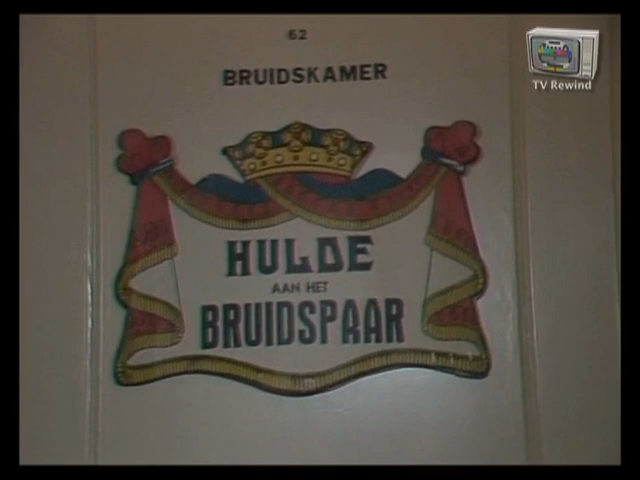 62
BRUIDSKAMER
HULDE
AAN HET
BRUIDSPAAR
TV Rewind